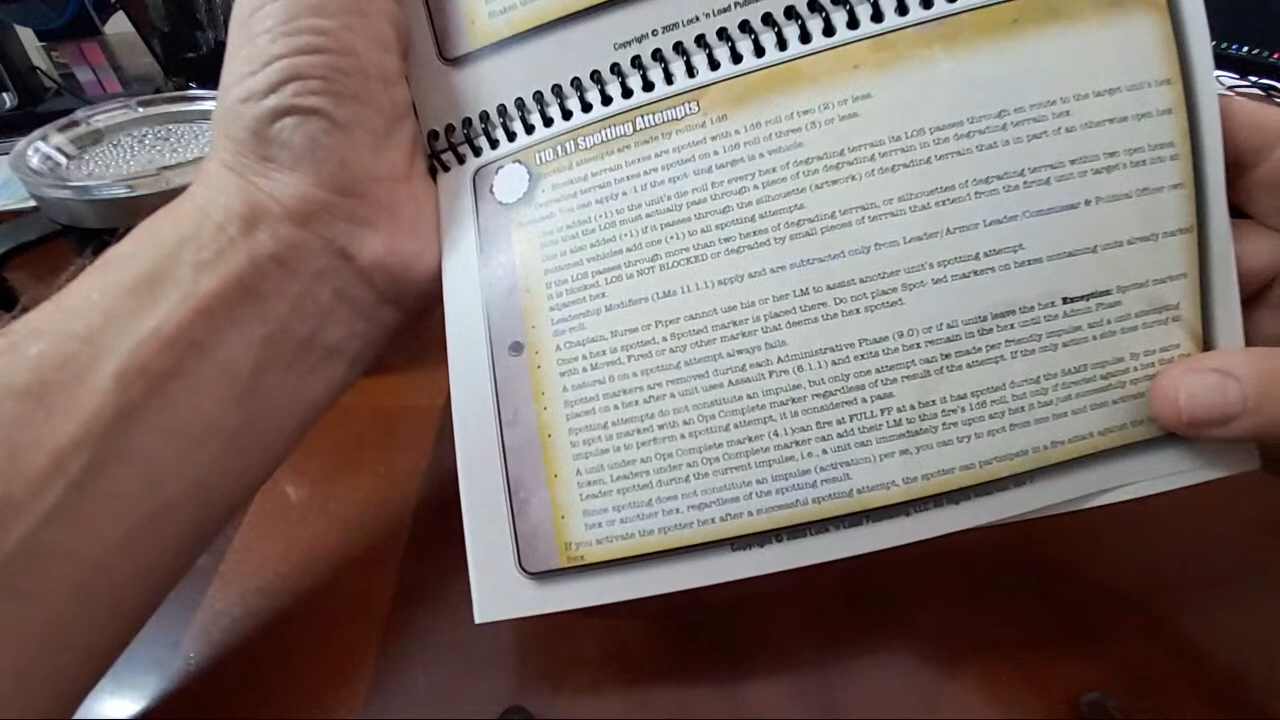 Copyright © 2020 Lock 'n Load
[10.1.1] Spotting Attempts
Spotting attempts are made by rolling 1d6
Blocking terrain hexes are spotted with a 1d6 roll of two (2) or less.
Degrading terrain hexes are spotted on a 1d6 roll of three (3) or less.
You can apply a -1 if the spot- ting target is a vehicle.
One is added (+1) to the unit's die roll for every hex of degrading terrain its LOS passes through en route to the target unit's hex.
Note that the LOS must actually pass through a piece of the degrading terrain in the degrading terrain hex.
One is also added (+1) if it passes through the silhouette (artwork) of degrading terrain that is in part of an otherwise open hex.
Buttoned vehicles add one (+1) to all spotting attempts.
If the LOS passes through more than two hexes of degrading terrain, or silhouettes of degrading terrain within two open hexes,
it is blocked. LOS is NOT BLOCKED or degraded by small pieces of terrain that extend from the firing unit or target's hex into an
adjacent hex.
Leadership Modifiers (LMs 11.1.1) apply and are subtracted only from Leader/Armor Leader/Commissar & Political Officer own
die roll.
A Chaplain, Nurse or Piper cannot use his or her LM to assist another unit's spotting attempt.
Once a hex is spotted, a Spotted marker is placed there. Do not place Spot- ted markers on hexes containing units already marked
with a Moved, Fired or any other marker that deems the hex spotted.
A natural 6 on a spotting attempt always fails.
Spotted markers are removed during each Administrative Phase (9.0) or if all units leave the hex. Exception: Spotted markers
placed on a hex after a unit uses Assault Fire (6.1.1) and exits the hex remain in the hex until the Admin Phase.
Spotting attempts do not constitute an impulse, but only one attempt can be made per friendly impulse, and a unit attempting
to spot is marked with an Ops Complete marker regardless of the result of the attempt. If the only action a side does during an
impulse is to perform a spotting attempt, it is considered a pass.
A unit under an Ops Complete marker (4.1)can fire at FULL FP at a hex it has spotted during the SAME impulse. By the same
token, Leaders under an Ops Complete marker can add their LM to this fire's 1d6 roll, but only if directed against a hex that the
Leader spotted during the current impulse, i.e., a unit can immediately fire upon any hex it has just successfully
Since spotting does not constitute an impulse (activation) per se, you can try to spot from one hex and then activate
hex or another hex, regardless of the spotting result.
If you activate the spotter hex after a successful spotting attempt, the spotter can participate in a fire attack against the
hex
Copyright © 2020 Lock 'n Load Publishing, LLC. All rights reserved.